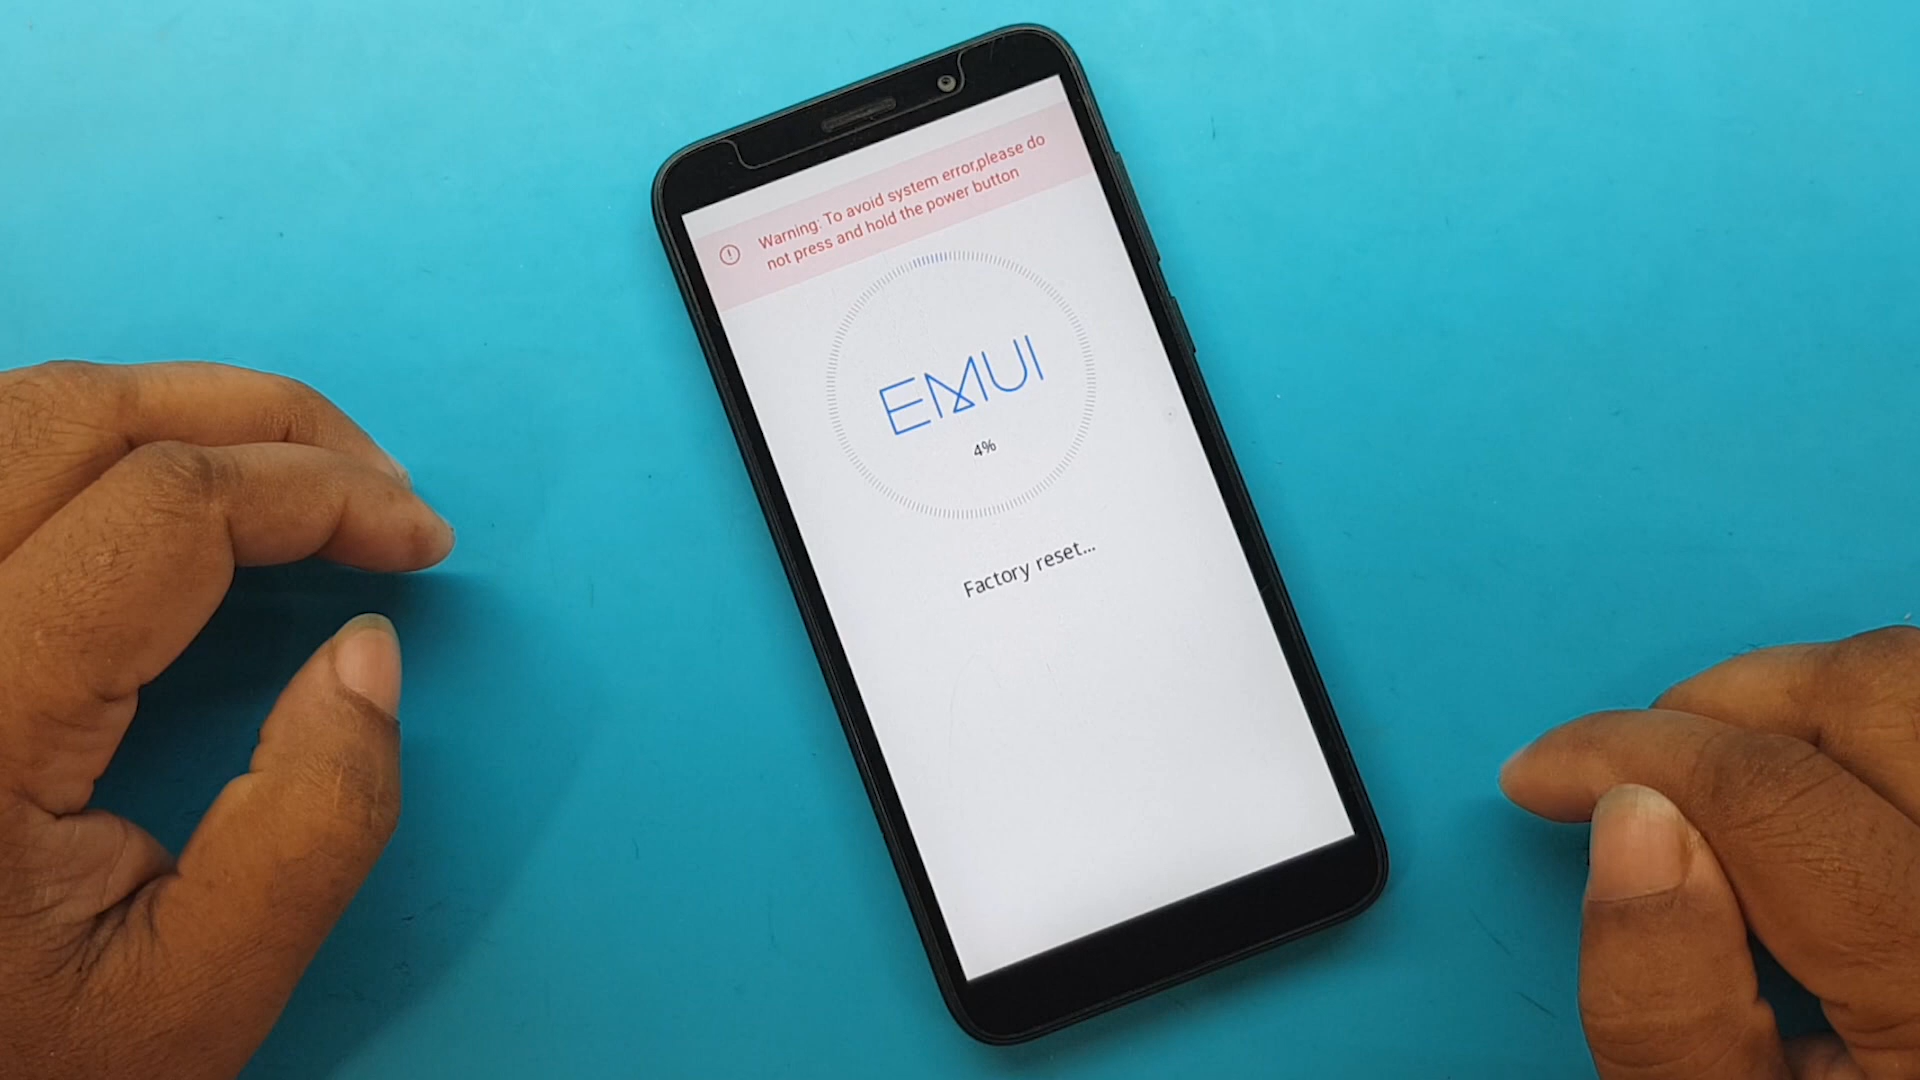 Warning: To avoid system error,please do
not press and hold the power button
EMUI
4%
Factory reset...